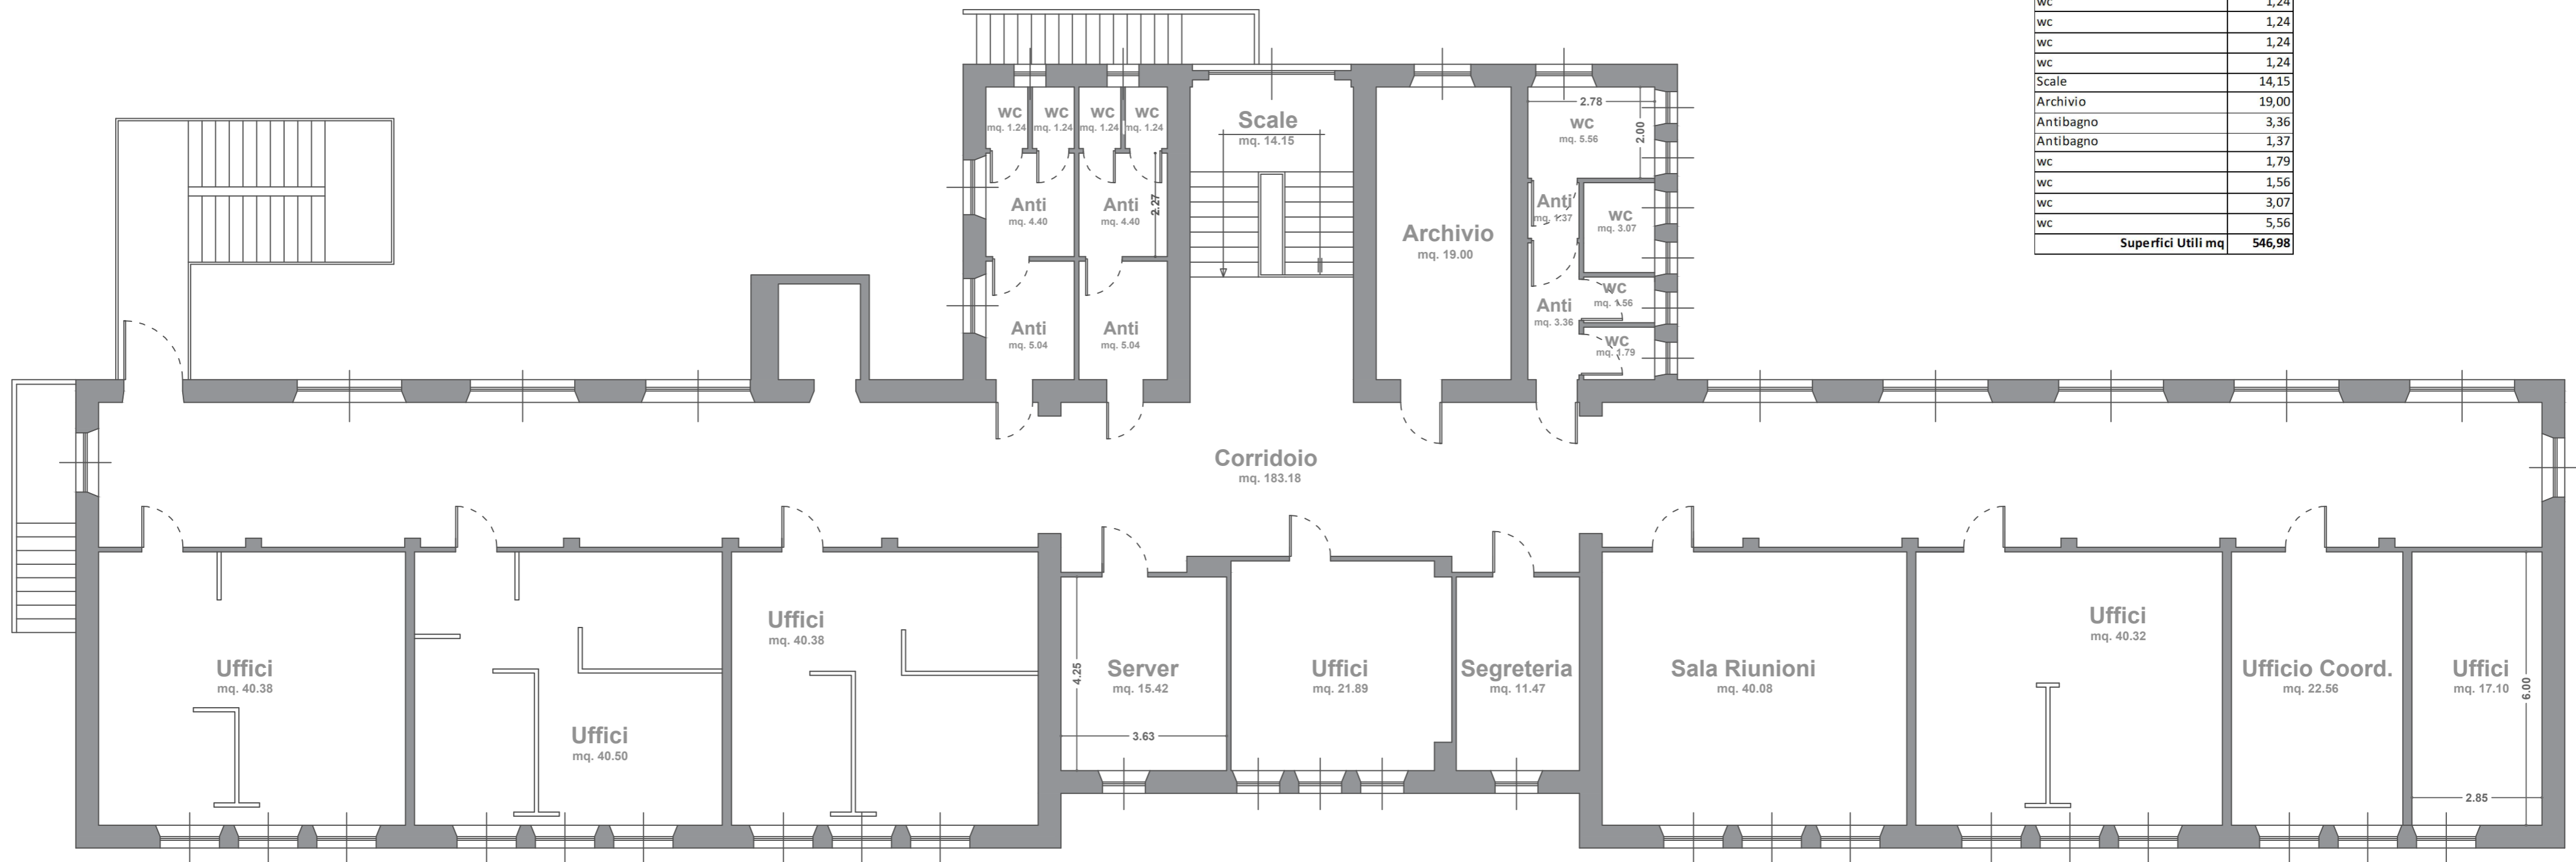 wc 1,24
wc 1,24
wc 1,24
wc 1,24
Scale 14,15
Archivio 19,00
Antibagno 3,36
Antibagno 1,37
wc 1,79
wc 1,56
wc 3,07
wc 5,56
Superfici Utili mq 546,98
wc
mq. 1.24
wc
mq. 1.24
wc
mq. 1.24
wc
mq. 1.24
Scale
mq. 14.15
2.78
wc
mq. 5.56
2.00
Anti
mq. 4.40
Anti
mq. 4.40
2.27
Archivio
mq. 19.00
Anti
mq. 1.37
wc
mq. 3.07
wc
mq. 1.56
Anti
mq. 3.36
wc
mq. 1.79
Anti
mq. 5.04
Anti
mq. 5.04
Corridoio
mq. 183.18
Uffici
mq. 40.38
Uffici
mq. 40.50
Uffici
mq. 40.38
4.25
Server
mq. 15.42
3.63
Uffici
mq. 21.89
Segreteria
mq. 11.47
Sala Riunioni
mq. 40.08
Uffici
mq. 40.32
Ufficio Coord.
mq. 22.56
Uffici
mq. 17.10
6.00
2.85